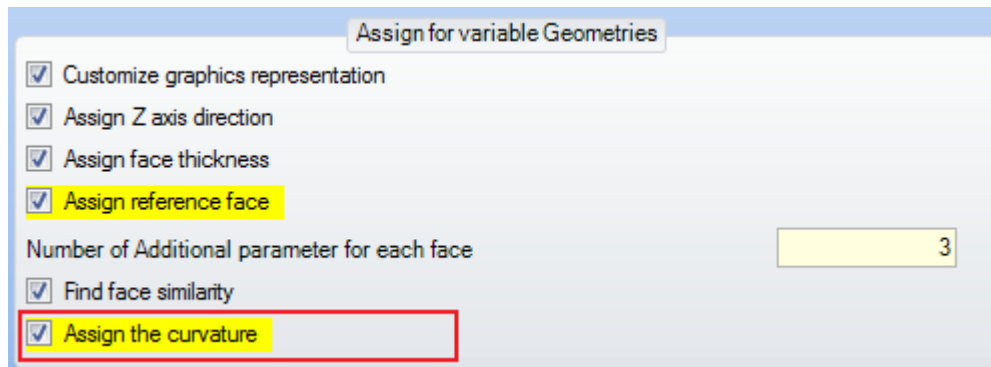 Assign for variable Geometries
Customize graphics representation
Assign Z axis direction
Assign face thickness
Assign reference face
Number of Additional parameter for each face 3
Find face similarity
Assign the curvature